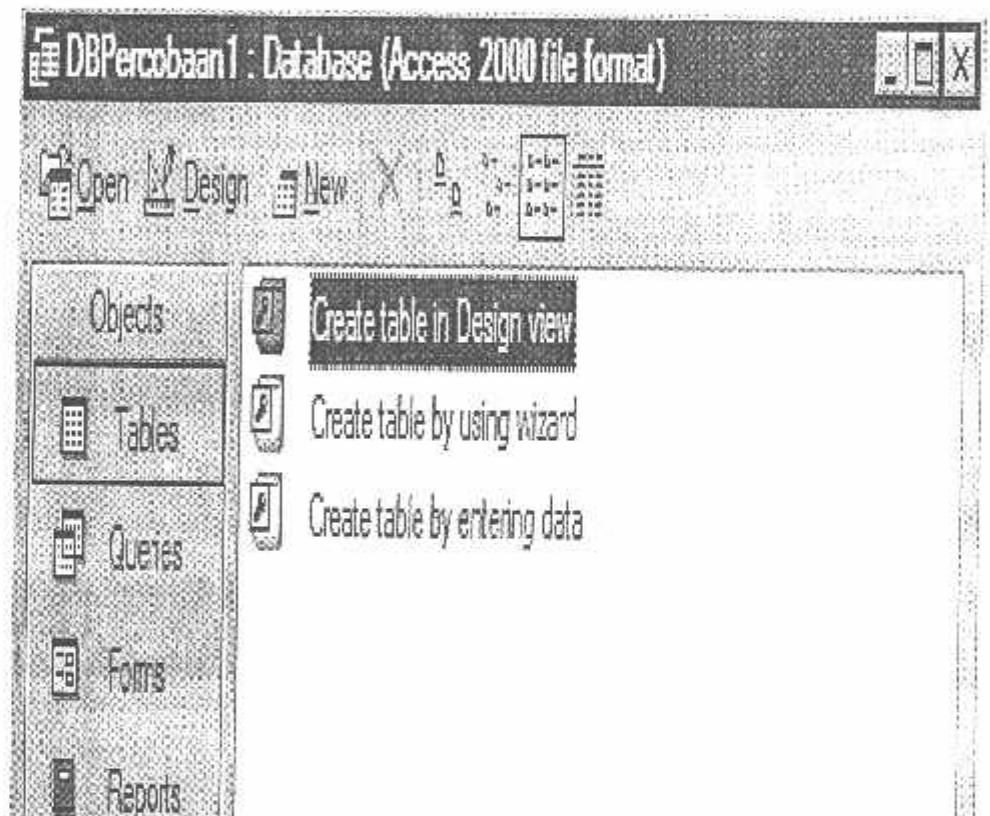 DBPercobaan1 : Database (Access 2000 file format)
Open Design New
Objects
Tables
Queries
Forms
Reports
Create table in Design view
Create table by using wizard
Create table by entering data